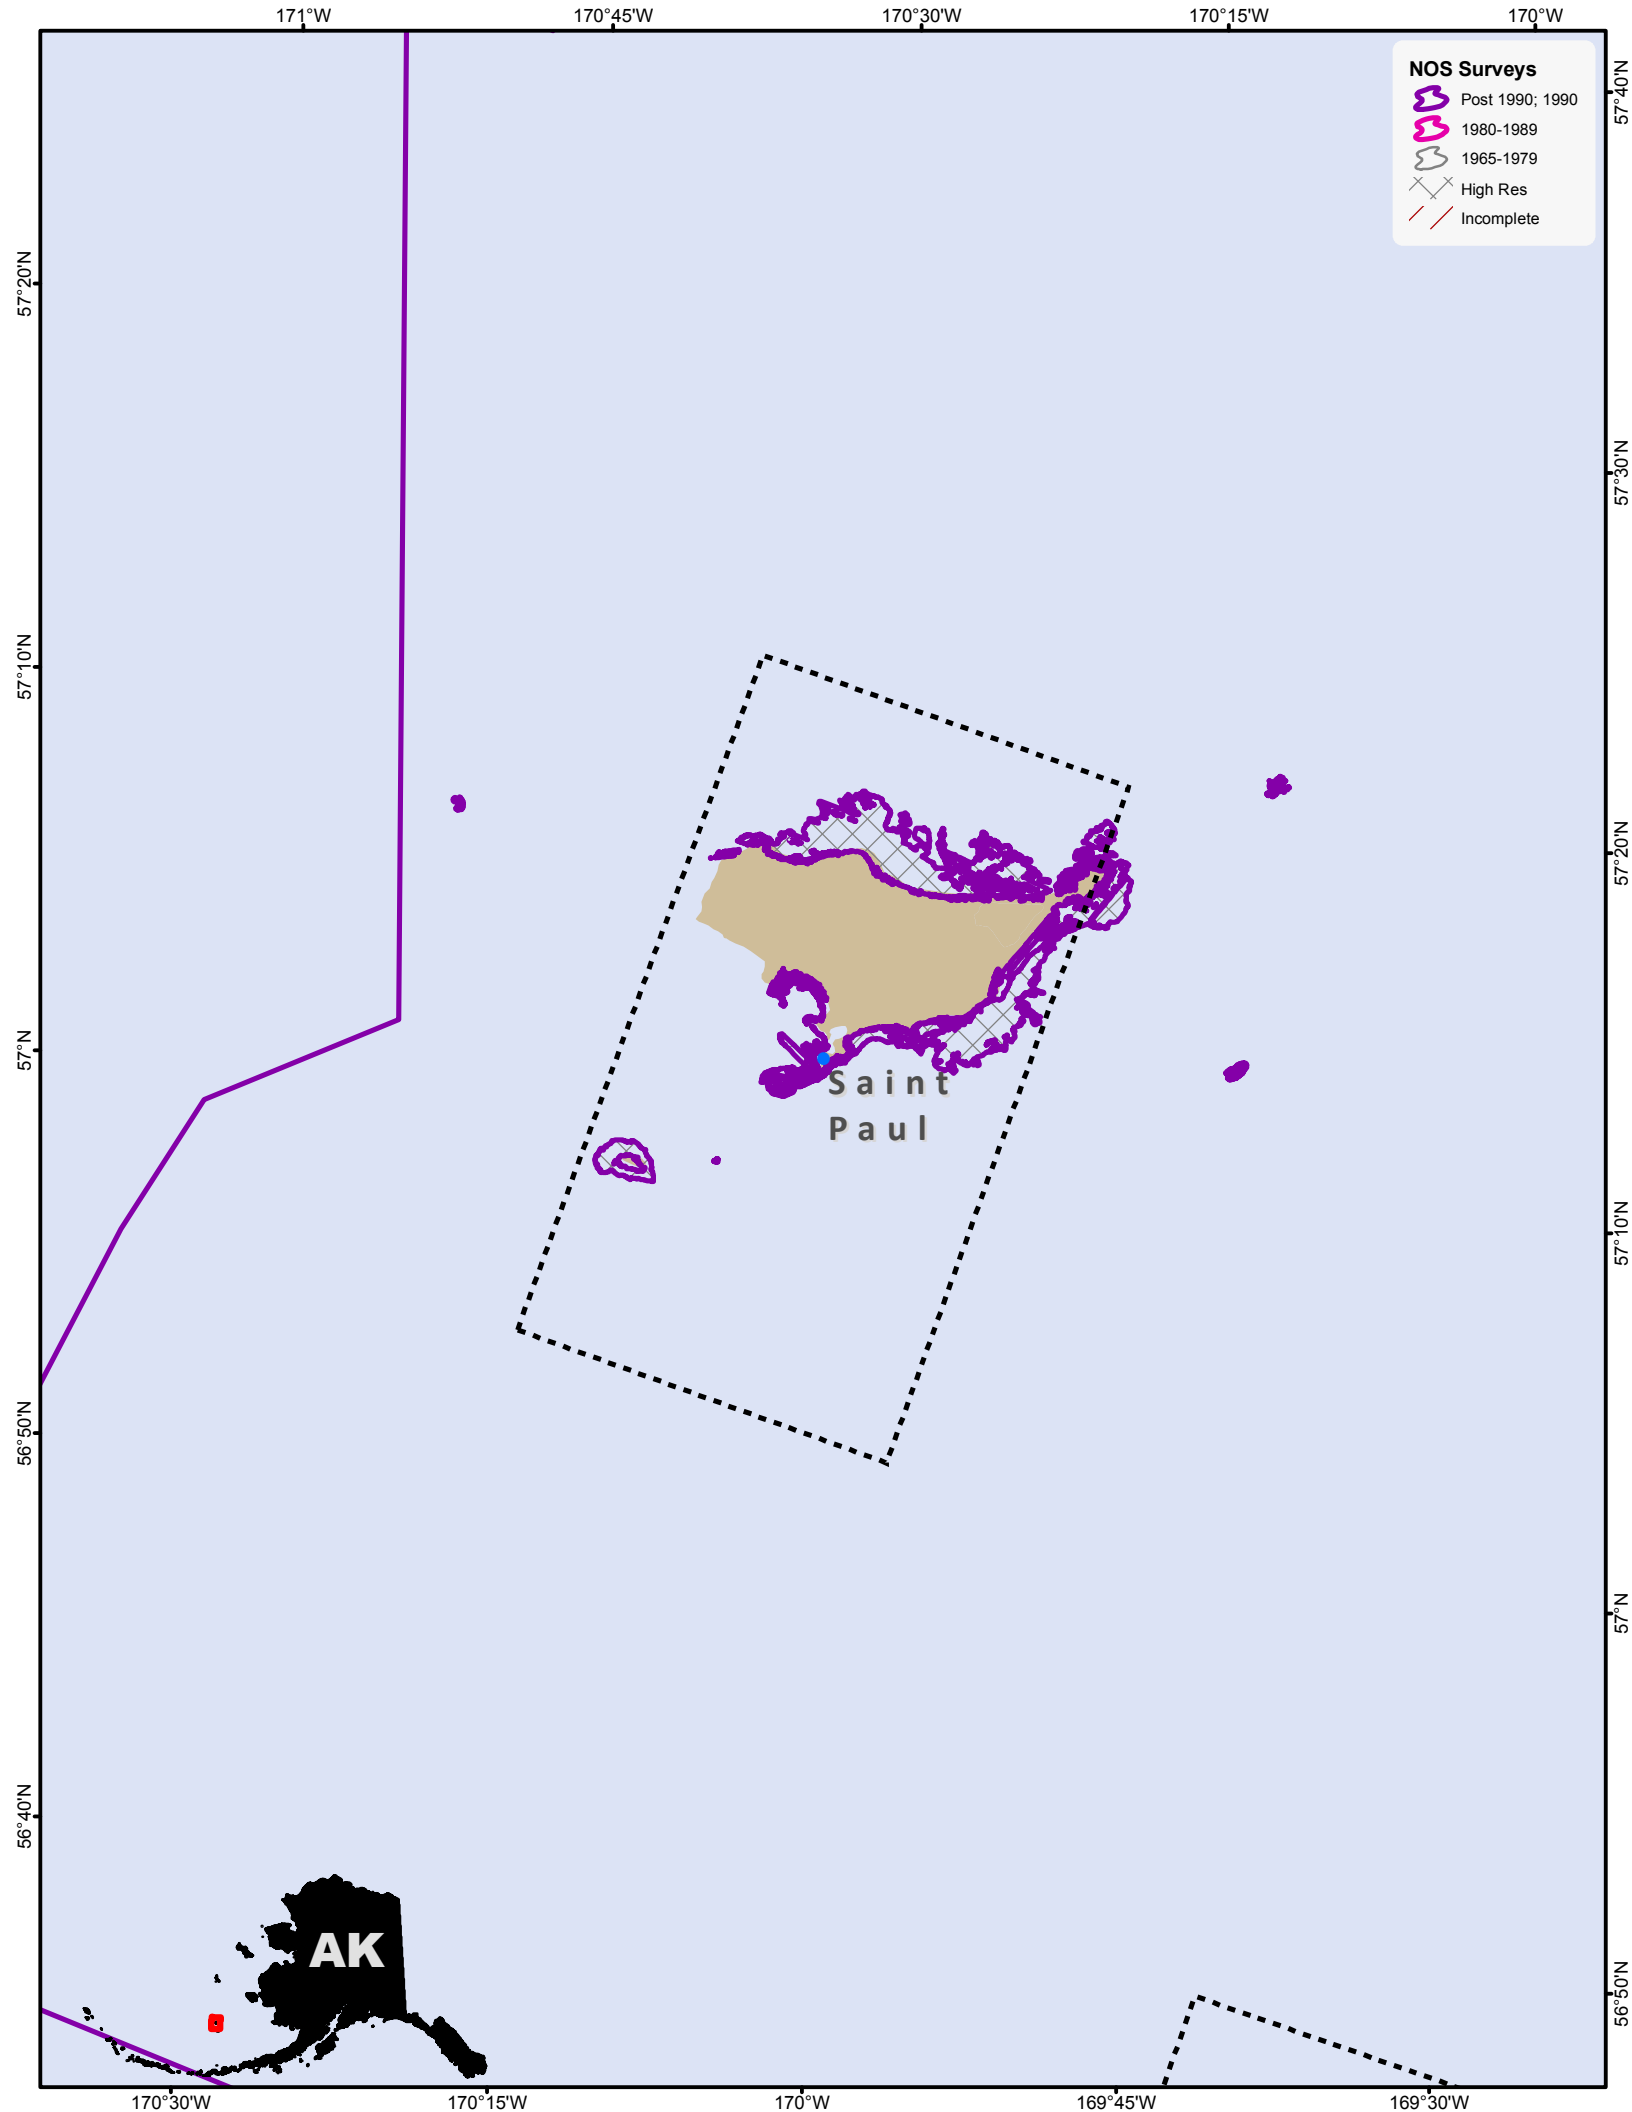 171°W
170°45'W
170°30'W
170°15'W
170°W
NOS Surveys
Post 1990; 1990
1980-1989
1965-1979
High Res
Incomplete
57°40'N
57°20'N
57°30'N
57°10'N
57°20'N
57°N
Saint
Paul
57°10'N
56°50'N
57°N
56°40'N
AK
56°50'N
170°30'W
170°15'W
170°W
169°45'W
169°30'W